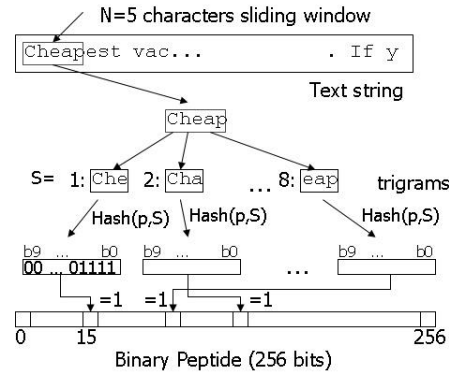 N=5 characters sliding window
Cheapest vac... . If y
Text string
Cheap
S= 1: Che 2: Cha ... 8: eap trigrams
Hash(p,S) Hash(p,S) Hash(p,S)
b9 ... b0 b9 ... b0 b9 ... b0
00 ... 01111 ...
=1 =1 =1
0 15 256
Binary Peptide (256 bits)